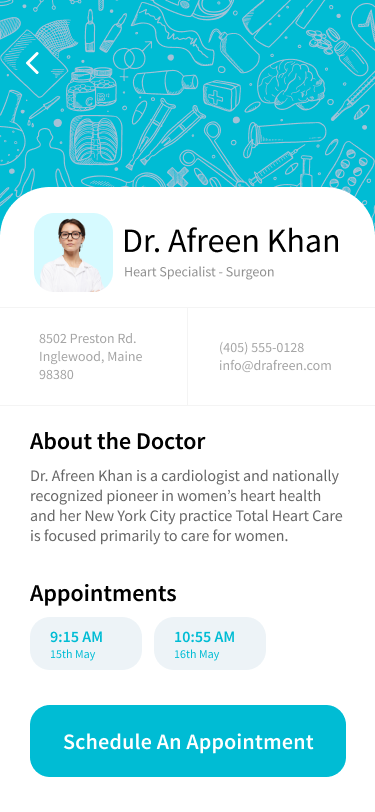 Dr. Afreen Khan
Heart Specialist - Surgeon
8502 Preston Rd.
Inglewood, Maine
98380
(405) 555-0128
info@drafreen.com
About the Doctor
Dr. Afreen Khan is a cardiologist and nationally
recognized pioneer in women’s heart health
and her New York City practice Total Heart Care
is focused primarily to care for women.
Appointments
9:15 AM
15th May
10:55 AM
16th May
Schedule An Appointment